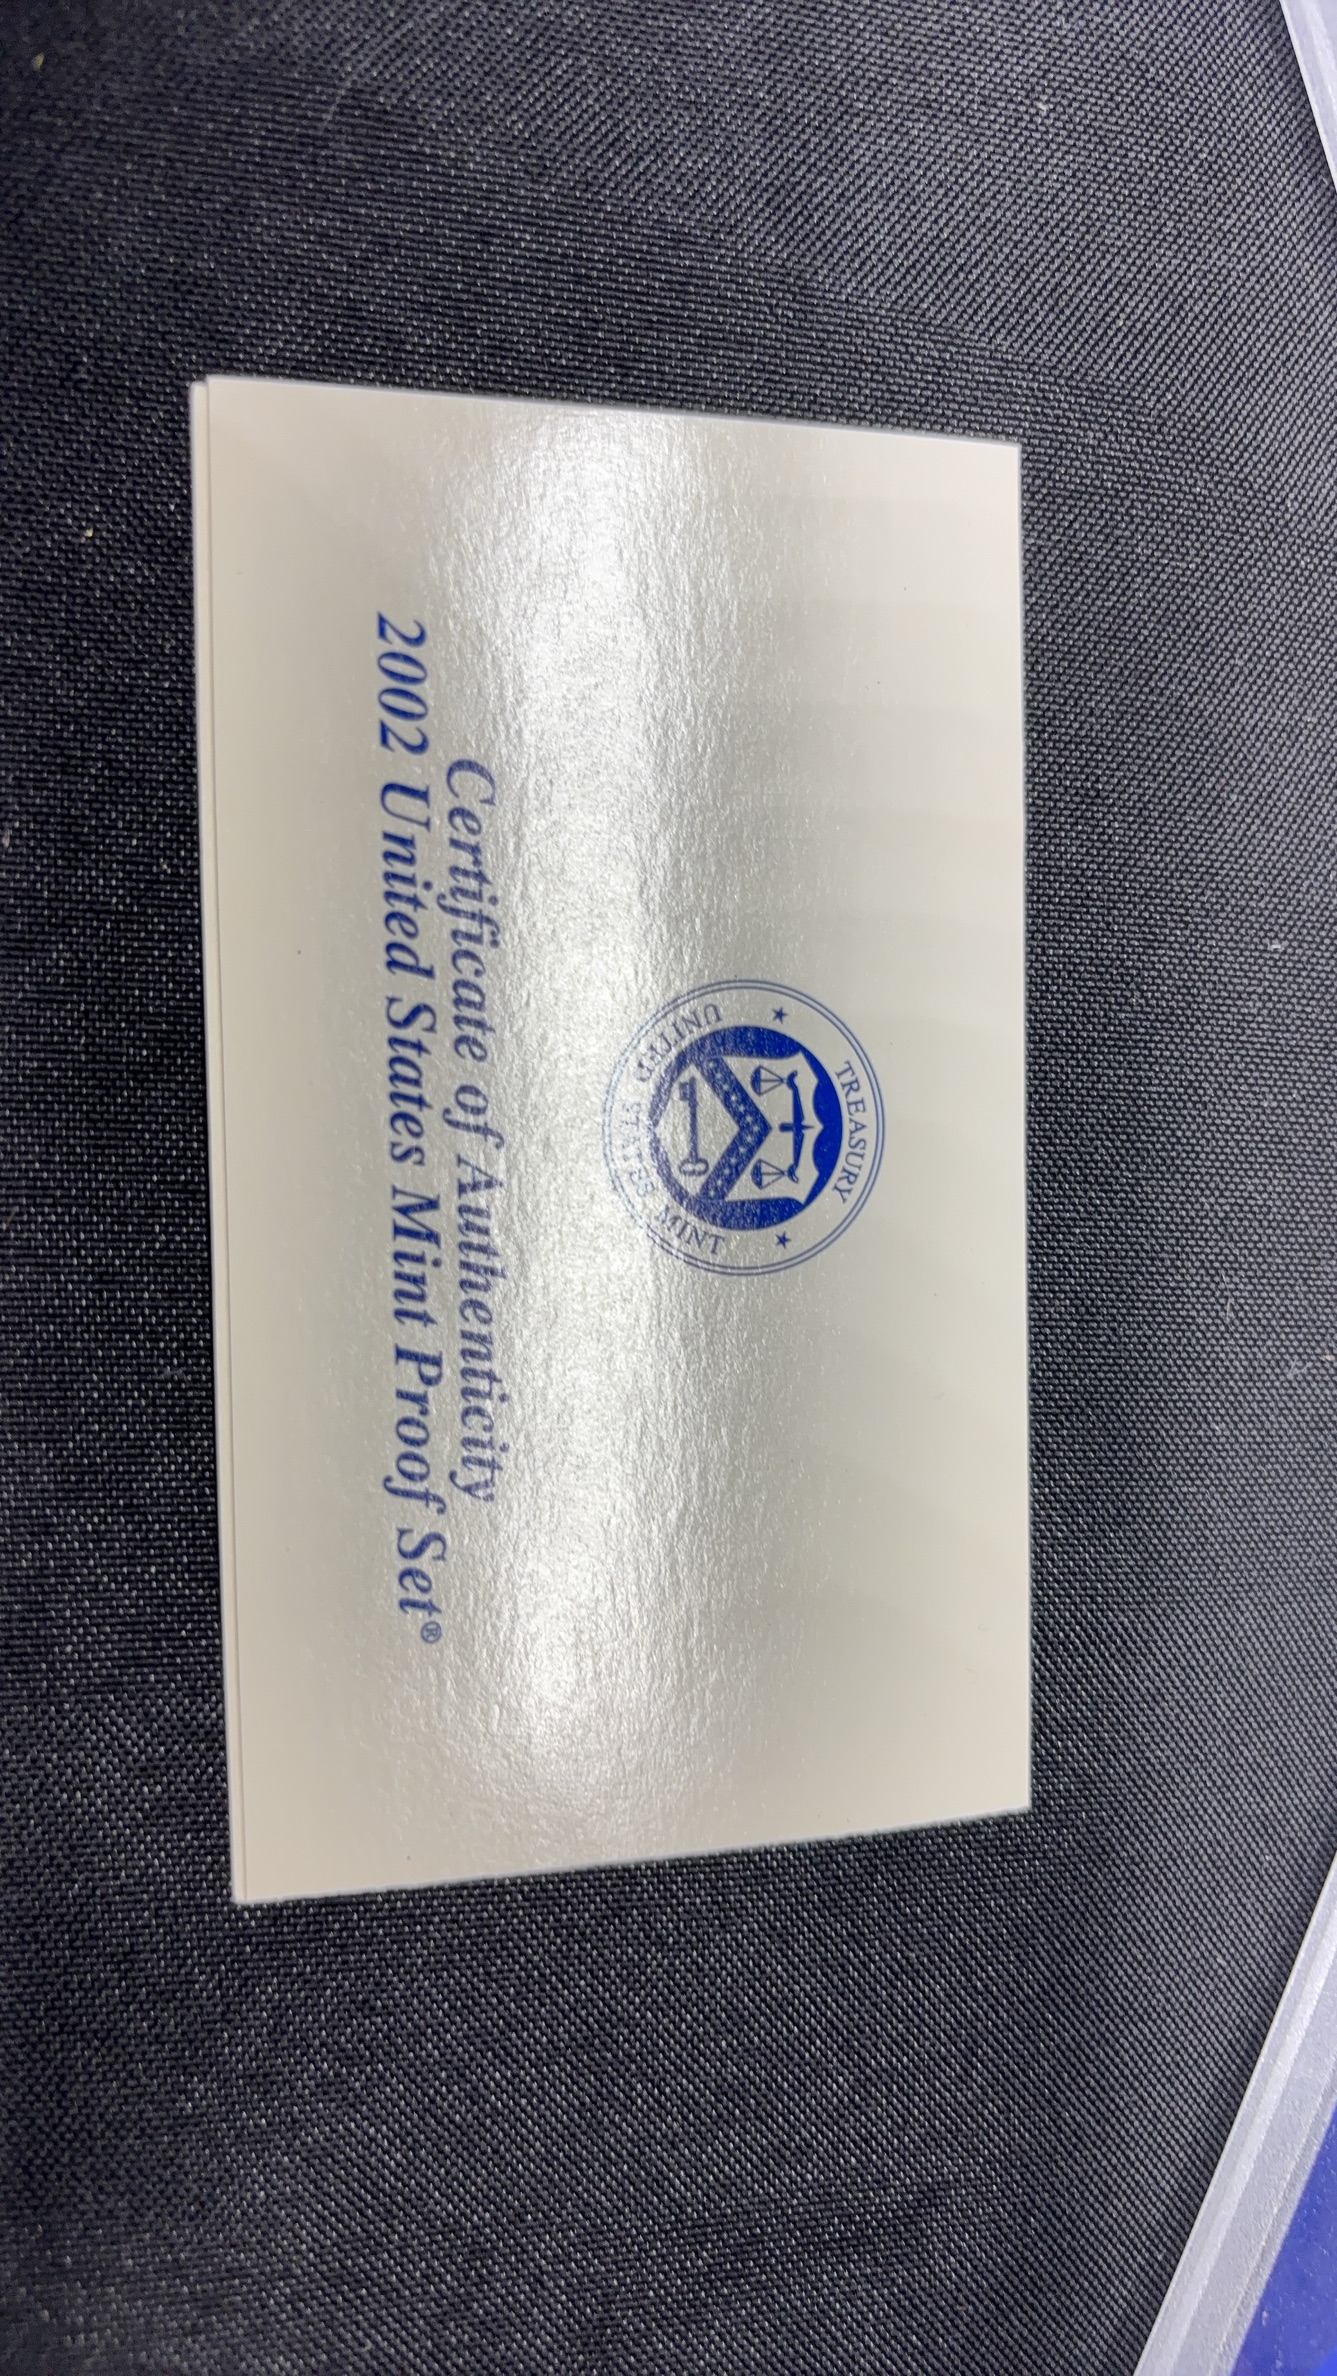 TREASURY
UNITED STATES MINT
Certificate of Authenticity
2002 United States Mint Proof Set®